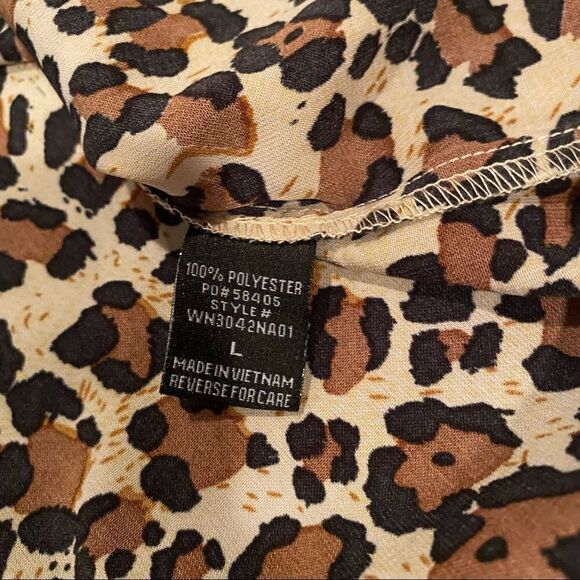 100% POLYESTER
PO#58405
STYLE#
WN3042NA01
L
MADE IN VIETNAM
REVERSE FOR CARE